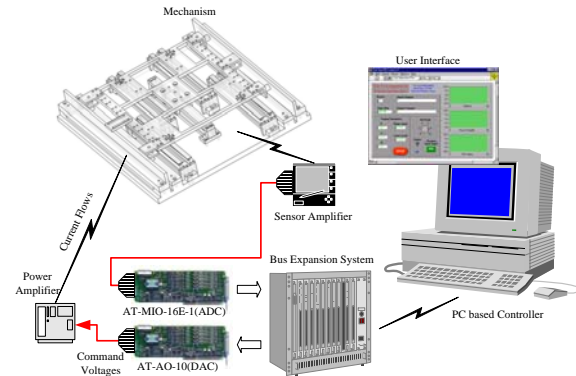 Mechanism
User Interface
Sensor Amplifier
Current Flows
Power
Amplifier
Bus Expansion System
AT-MIO-16E-1(ADC)
PC based Controller
Command
Voltages
AT-AO-10(DAC)